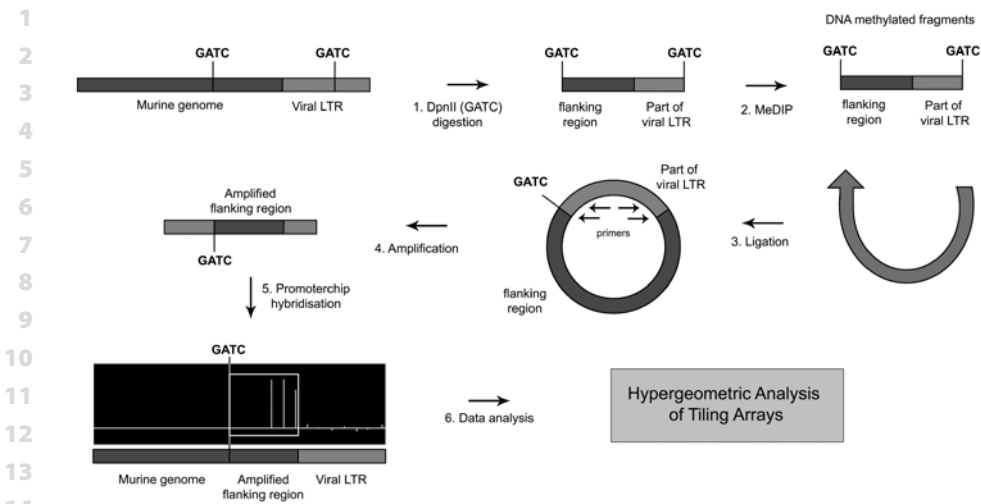 1
2
3
4
5
6
7
8
9
10
11
12
13
GATC
GATC
Murine genome
Viral LTR
1. DpnII (GATC)
digestion
GATC
GATC
flanking
region
Part of
viral LTR
2. MeDIP
DNA methylated fragments
GATC
GATC
flanking
region
Part of
viral LTR
3. Ligation
GATC
Part of
viral LTR
primers
flanking
region
4. Amplification
Amplified
flanking region
GATC
5. Promoterchip
hybridisation
GATC
Murine genome
Amplified
flanking region
Viral LTR
6. Data analysis
Hypergeometric Analysis
of Tiling Arrays